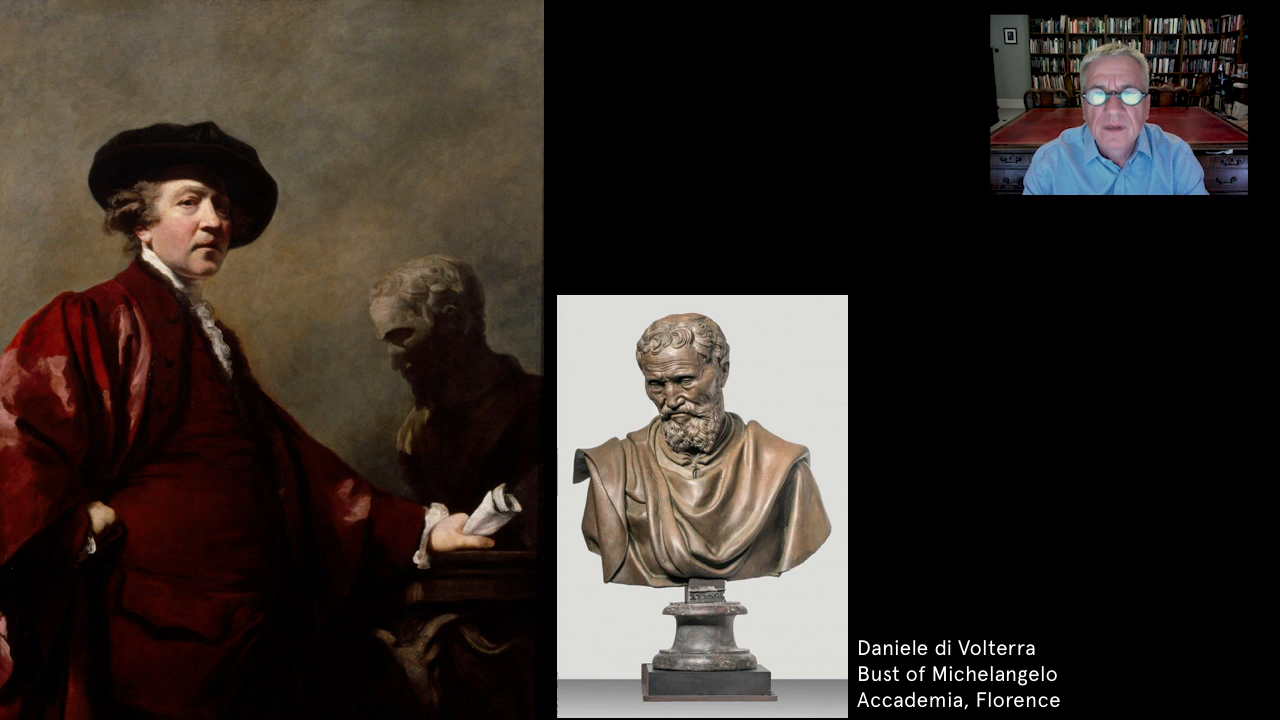 Daniele di Volterra
Bust of Michelangelo
Accademia, Florence